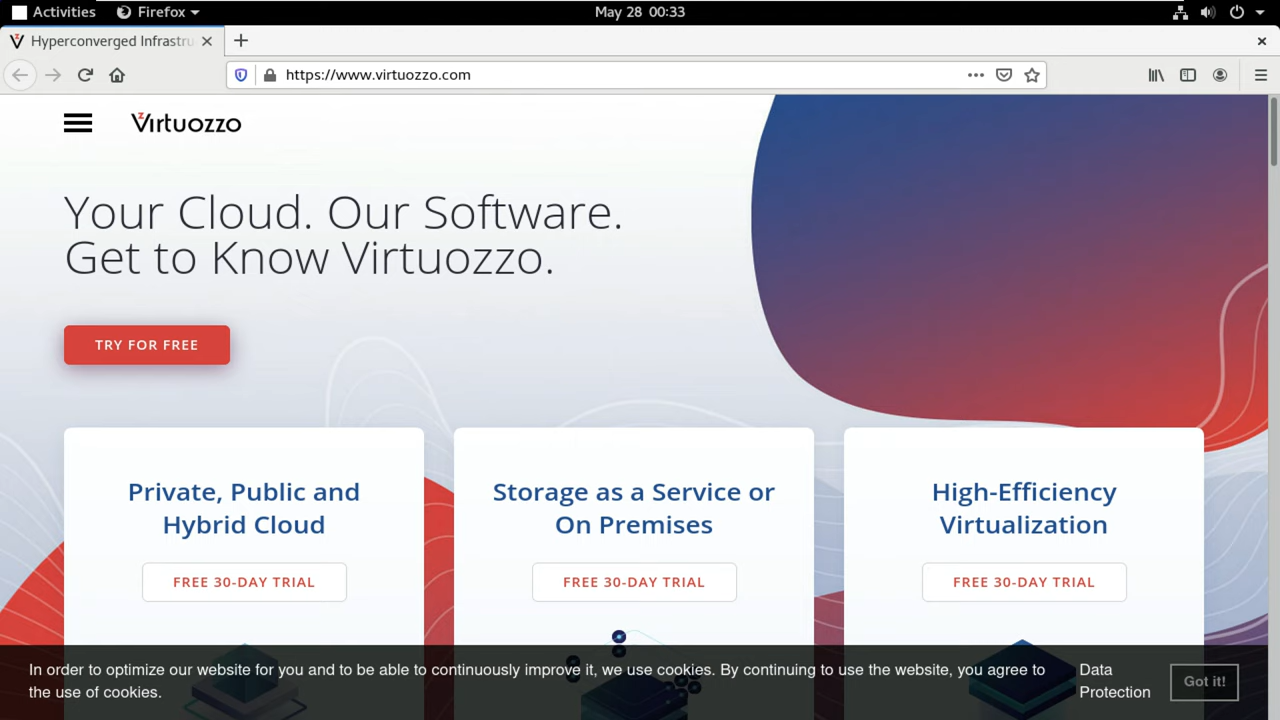 Activities
Firefox
May 28 00:33
Hyperconverged Infrastru
https://www.virtuozzo.com
Virtuozzo
Your Cloud. Our Software.
Get to Know Virtuozzo.
TRY FOR FREE
Private, Public and
Hybrid Cloud
FREE 30-DAY TRIAL
Storage as a Service or
On Premises
FREE 30-DAY TRIAL
High-Efficiency
Virtualization
FREE 30-DAY TRIAL
In order to optimize our website for you and to be able to continuously improve it, we use cookies. By continuing to use the website, you agree to
the use of cookies.
Data
Protection
Got it!